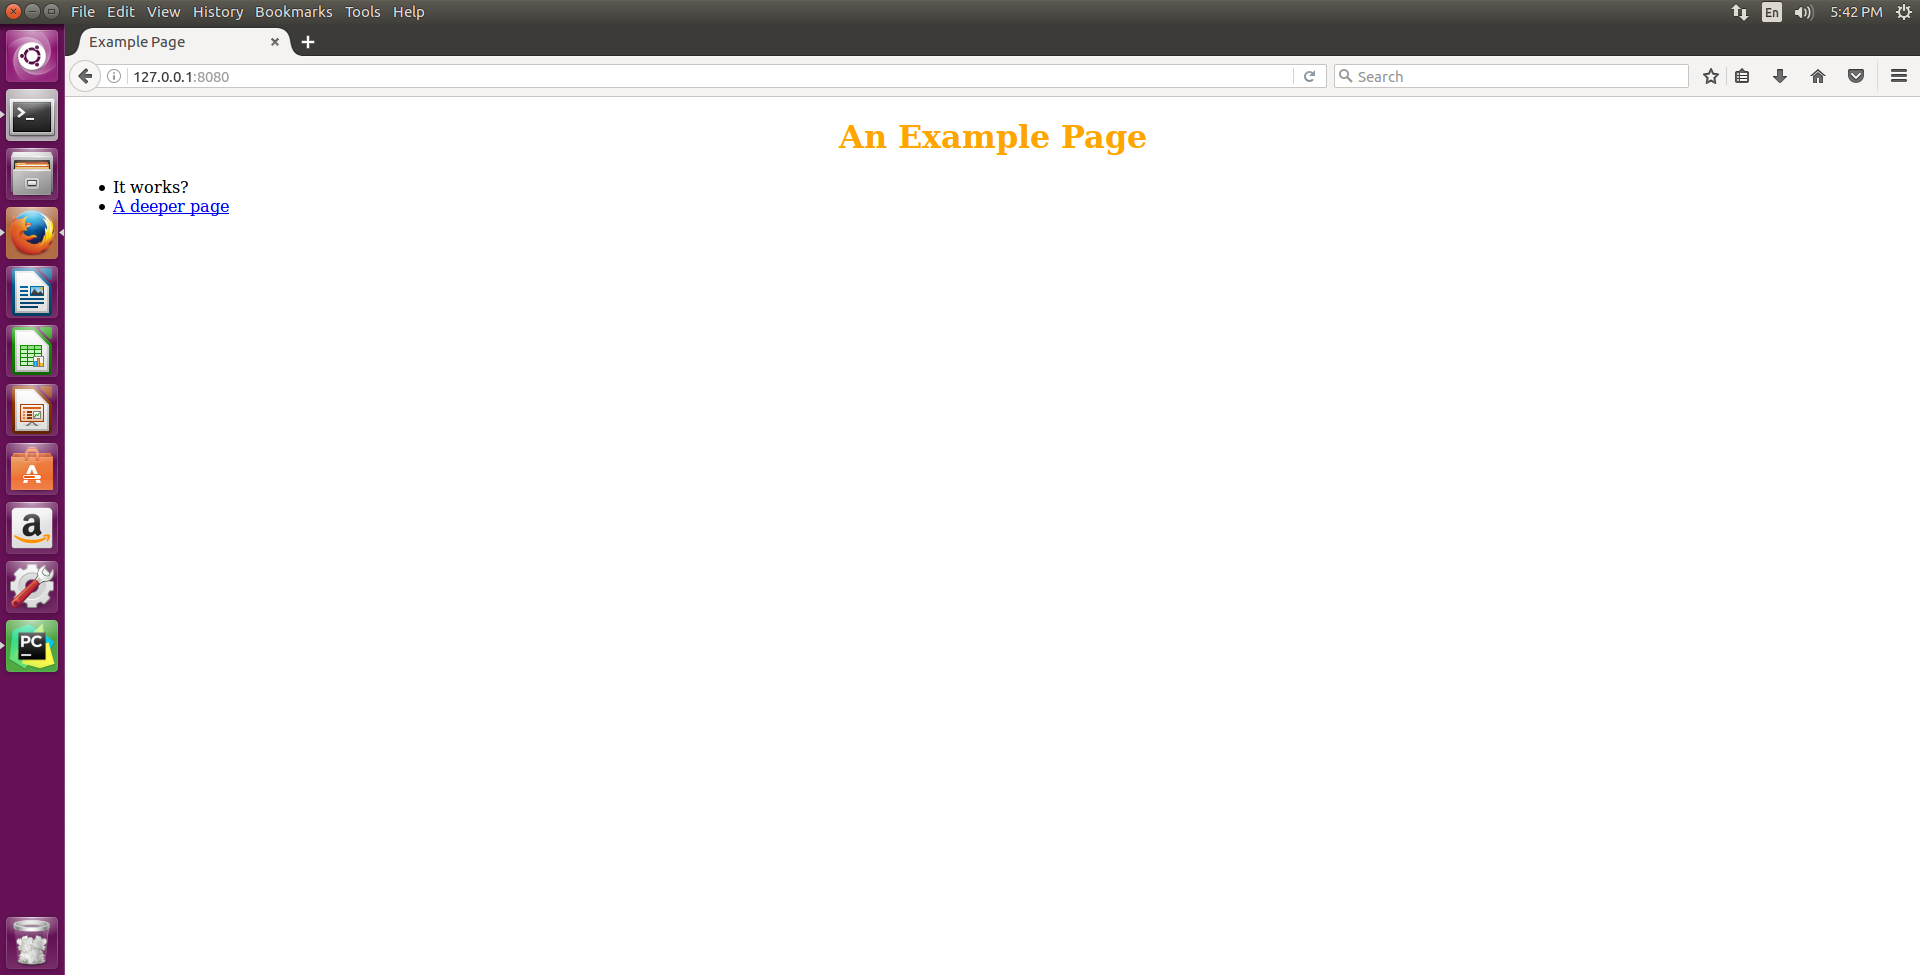 File Edit View History Bookmarks Tools Help En 5:42 PM
Example Page
127.0.0.1:8080 Search
An Example Page
It works?
A deeper page
>_
A
a
PC